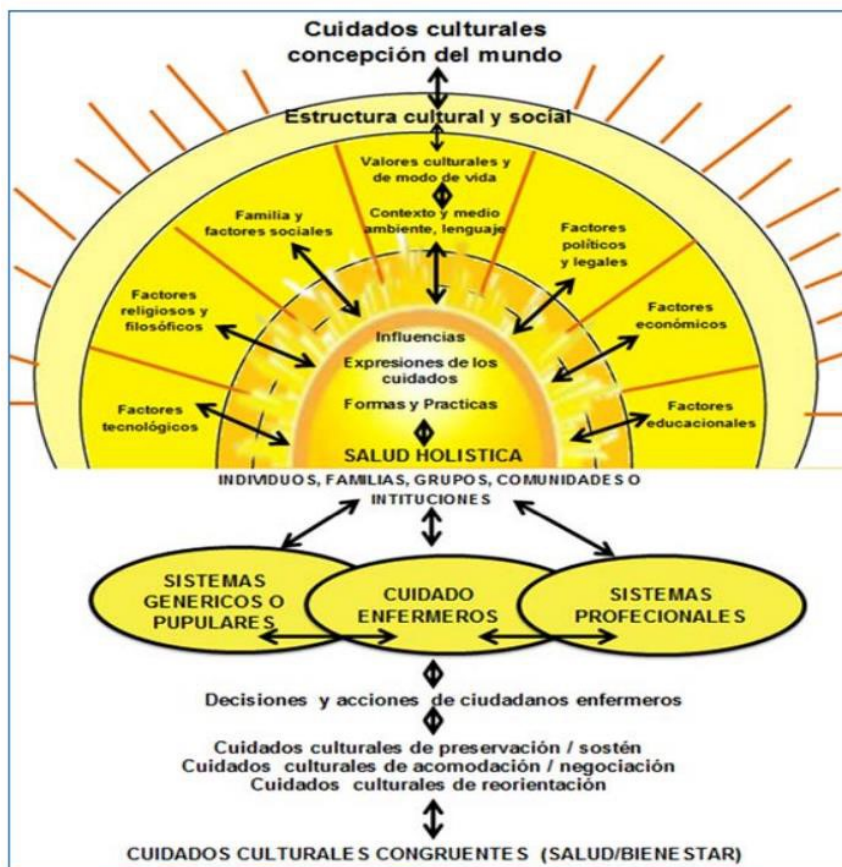 Cuidados culturales
concepción del mundo
Estructura cultural y social
Valores culturales y
de modo de vida
Familia y
factores sociales
Contexto y medio
ambiente, lenguaje
Factores
políticos
y legales
Factores
religiosos y
filosóficos
Factores
económicos
Factores
tecnológicos
Factores
educacionales
Influencias
Expresiones de los
cuidados
Formas y Practicas
SALUD HOLISTICA
INDIVIDUOS, FAMILIAS, GRUPOS, COMUNIDADES O
INTITUCIONES
SISTEMAS
GENERICOS O
PUPULARES
CUIDADO
ENFERMEROS
SISTEMAS
PROFECIONALES
Decisiones y acciones de ciudadanos enfermeros
Cuidados culturales de preservación / sostén
Cuidados culturales de acomodación / negociación
Cuidados culturales de reorientación
CUIDADOS CULTURALES CONGRUENTES (SALUD/BIENESTAR)